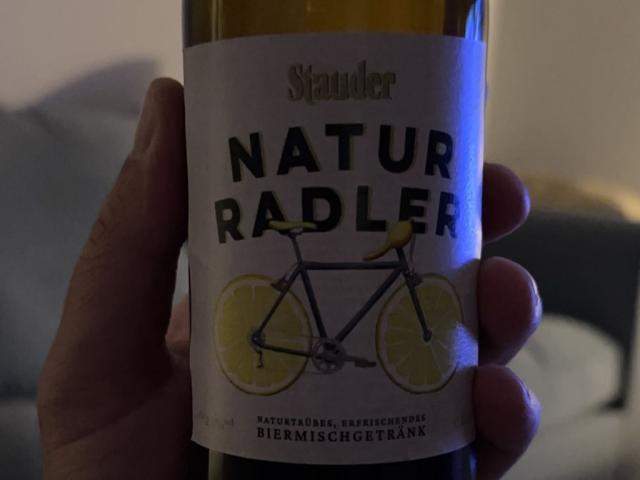 Stauder
NATUR
RADLER
NATURTRÜBES, ERFRISCHENDES
BIERMISCHGETRÄNK